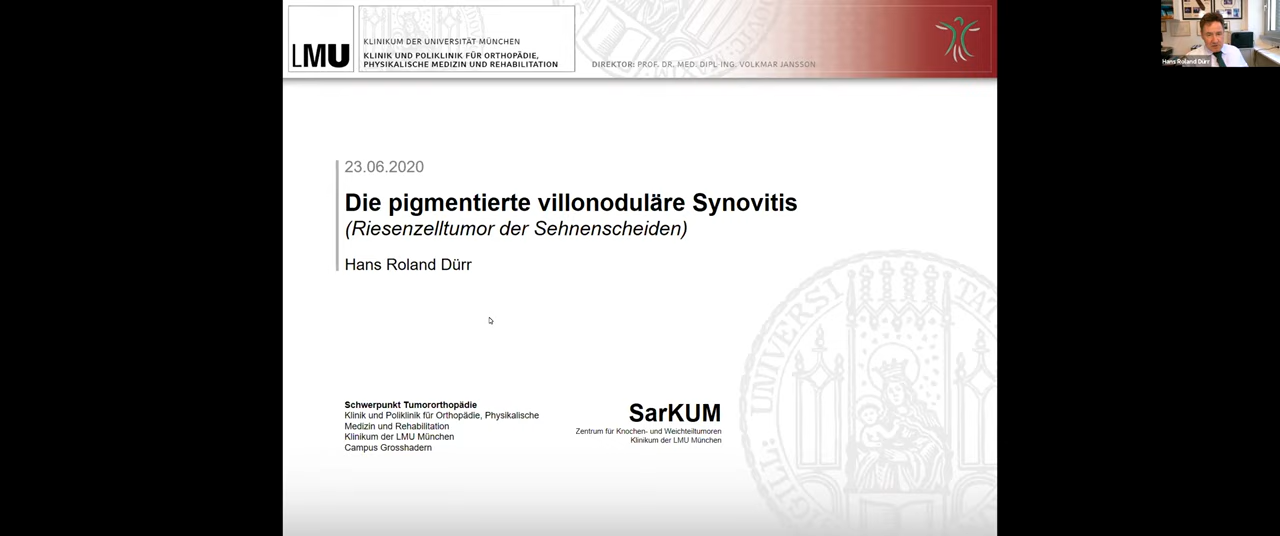 LMU
KLINIKUM DER UNIVERSITÄT MÜNCHEN
KLINIK UND POLIKLINIK FÜR ORTHOPÄDIE,
PHYSIKALISCHE MEDIZIN UND REHABILITATION
DIREKTOR: PROF. DR. MED. DIPL-ING. VOLKMAR JANSSON
Hans Roland Dürr
23.06.2020
Die pigmentierte villonoduläre Synovitis
(Riesenzelltumor der Sehnenscheiden)
Hans Roland Dürr
Schwerpunkt Tumororthopädie
Klinik und Poliklinik für Orthopädie, Physikalische
Medizin und Rehabilitation
Klinikum der LMU München
Campus Grosshadern
SarKUM
Zentrum für Knochen- und Weichteiltumoren
Klinikum der LMU München